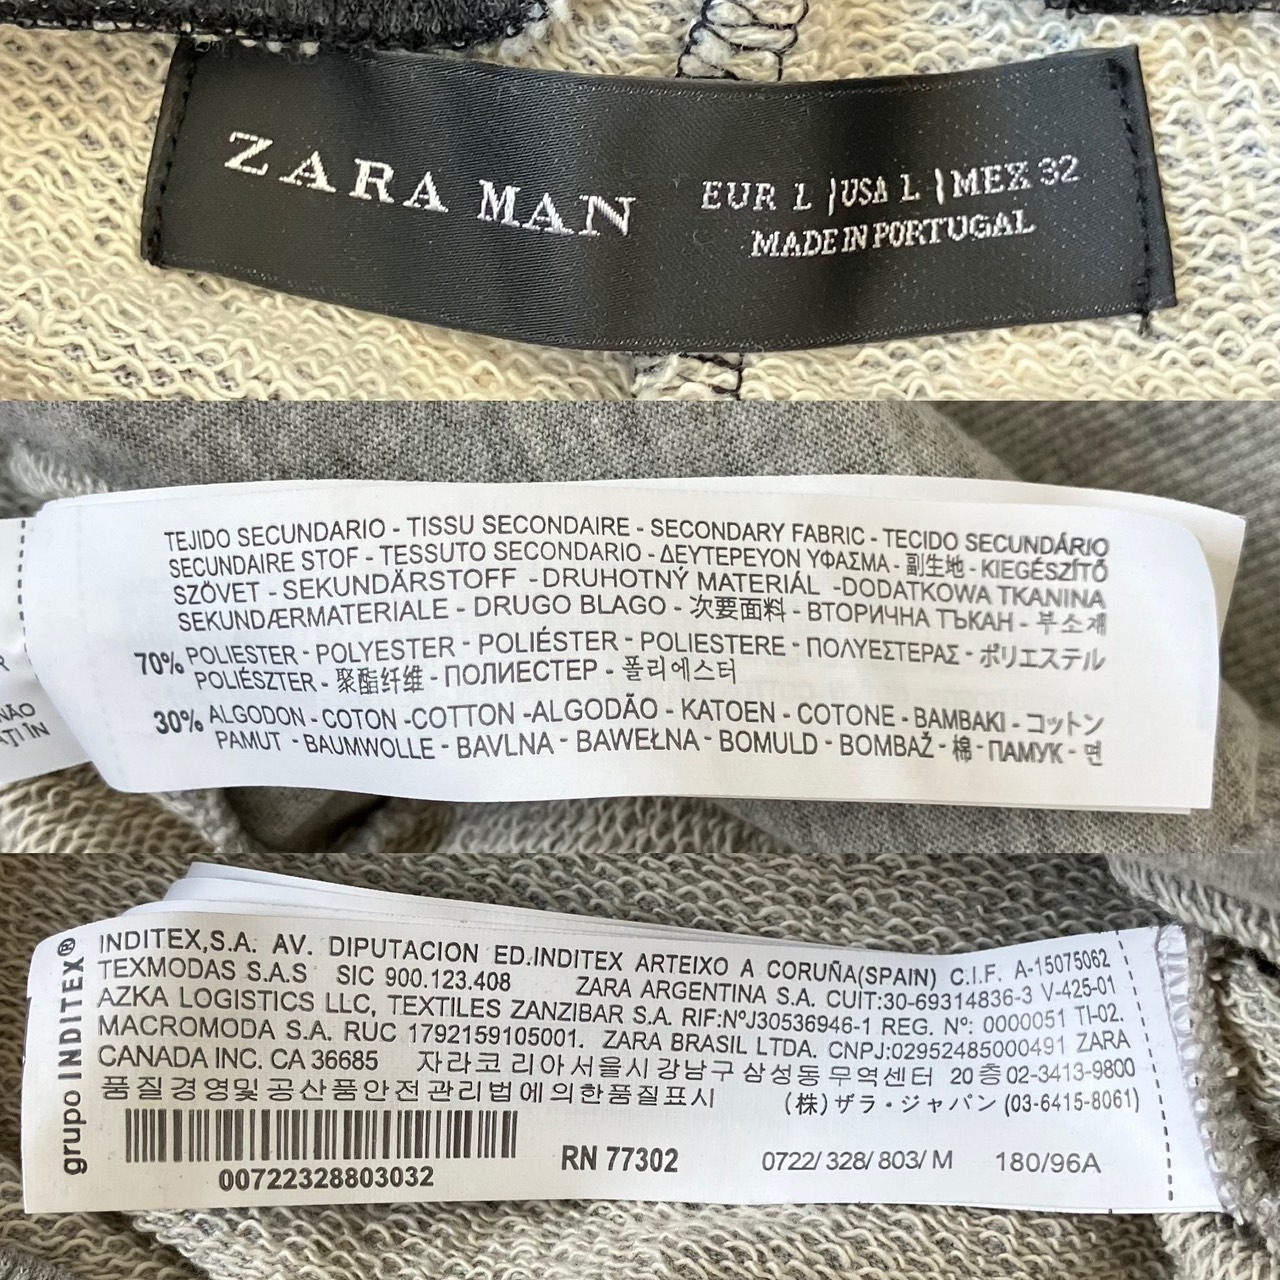 ZARA MAN
EUR L | USA L | MEX 32
MADE IN PORTUGAL
TEJIDO SECUNDARIO - TISSU SECONDAIRE - SECONDARY FABRIC - TECIDO SECUNDÁRIO
SECUNDAIRE STOF - TESSUTO SECONDARIO - ΔΕΥΤΕΡΕΥΟΝ ΥΦΑΣΜΑ - 副生地 - KIEGÉSZÍTŐ
SZÖVET - SEKUNDÄRSTOFF -DRUHOTNÝ MATERIÁL -DODATKOWA TKANINA
SEKUNDÆRMATERIALE - DRUGO BLAGO - 次要面料 - ВТОРИЧНА ТЪКАН - 부소재
70% POLIESTER - POLYESTER - POLIÉSTER - POLIESTERE - ΠΟΛΥΕΣΤΕΡΑΣ - ポリエステル
POLIÉSZTER - 聚酯纤维 - ПОЛИЕСТЕР - 폴리에스터
30% ALGODON - COTON -COTTON -ALGODÃO - KATOEN - COTONE - BAMBAKI - コットン
PAMUT - BAUMWOLLE - BAVLNA - BAWEŁNA - BOMULD - BOMBAŽ - 棉 - ПАМУК - 면
R
NÃO
AŢI ÎN
grupo INDITEX®
INDITEX,S.A. AV. DIPUTACION ED.INDITEX ARTEIXO A CORUÑA(SPAIN) C.I.F. A-15075062
TEXMODAS S.A.S SIC 900.123.408 ZARA ARGENTINA S.A. CUIT:30-69314836-3 V-425-01
AZKA LOGISTICS LLC, TEXTILES ZANZIBAR S.A. RIF:NºJ30536946-1 REG. Nº: 0000051 TI-02.
MACROMODA S.A. RUC 1792159105001. ZARA BRASIL LTDA. CNPJ:02952485000491 ZARA
CANADA INC. CA 36685 자라코리아서울시강남구삼성동무역센터 20층02-3413-9800
품질경영및공산품안전관리법에의한품질표시 (株)ザラ・ジャパン (03-6415-8061)
00722328803032
RN 77302
0722/ 328/ 803/ M 180/96A